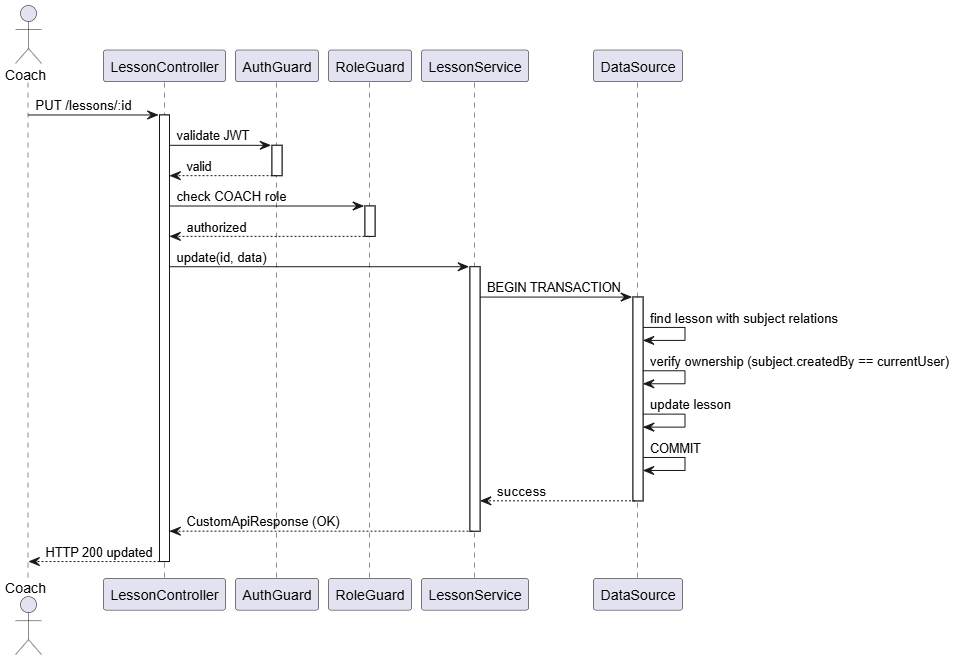 Coach
LessonController
AuthGuard
RoleGuard
LessonService
DataSource
PUT /lessons/:id
validate JWT
valid
check COACH role
authorized
update(id, data)
BEGIN TRANSACTION
find lesson with subject relations
verify ownership (subject.createdBy == currentUser)
update lesson
COMMIT
success
CustomApiResponse (OK)
HTTP 200 updated
Coach
LessonController
AuthGuard
RoleGuard
LessonService
DataSource